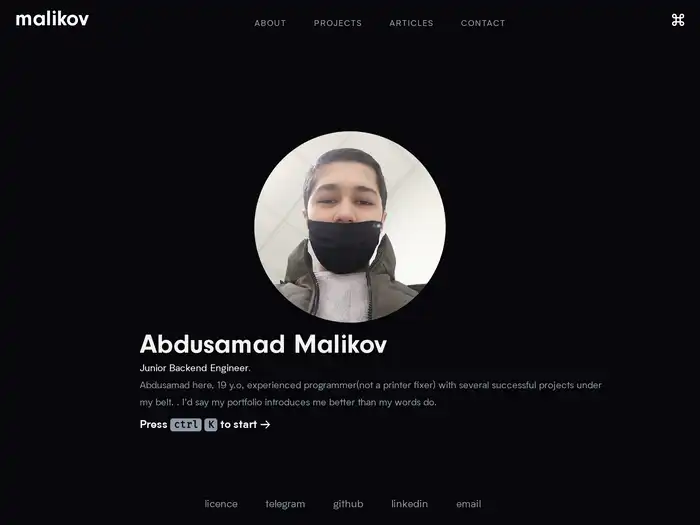 malikov
ABOUT PROJECTS ARTICLES CONTACT
Abdusamad Malikov
Junior Backend Engineer.
Abdusamad here, 19 y.o, experienced programmer(not a printer fixer) with several successful projects under
my belt. . I'd say my portfolio introduces me better than my words do.
Press ctrl K to start →
licence telegram github linkedin email